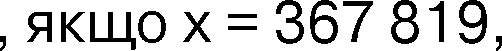 , якщо x = 367 819,